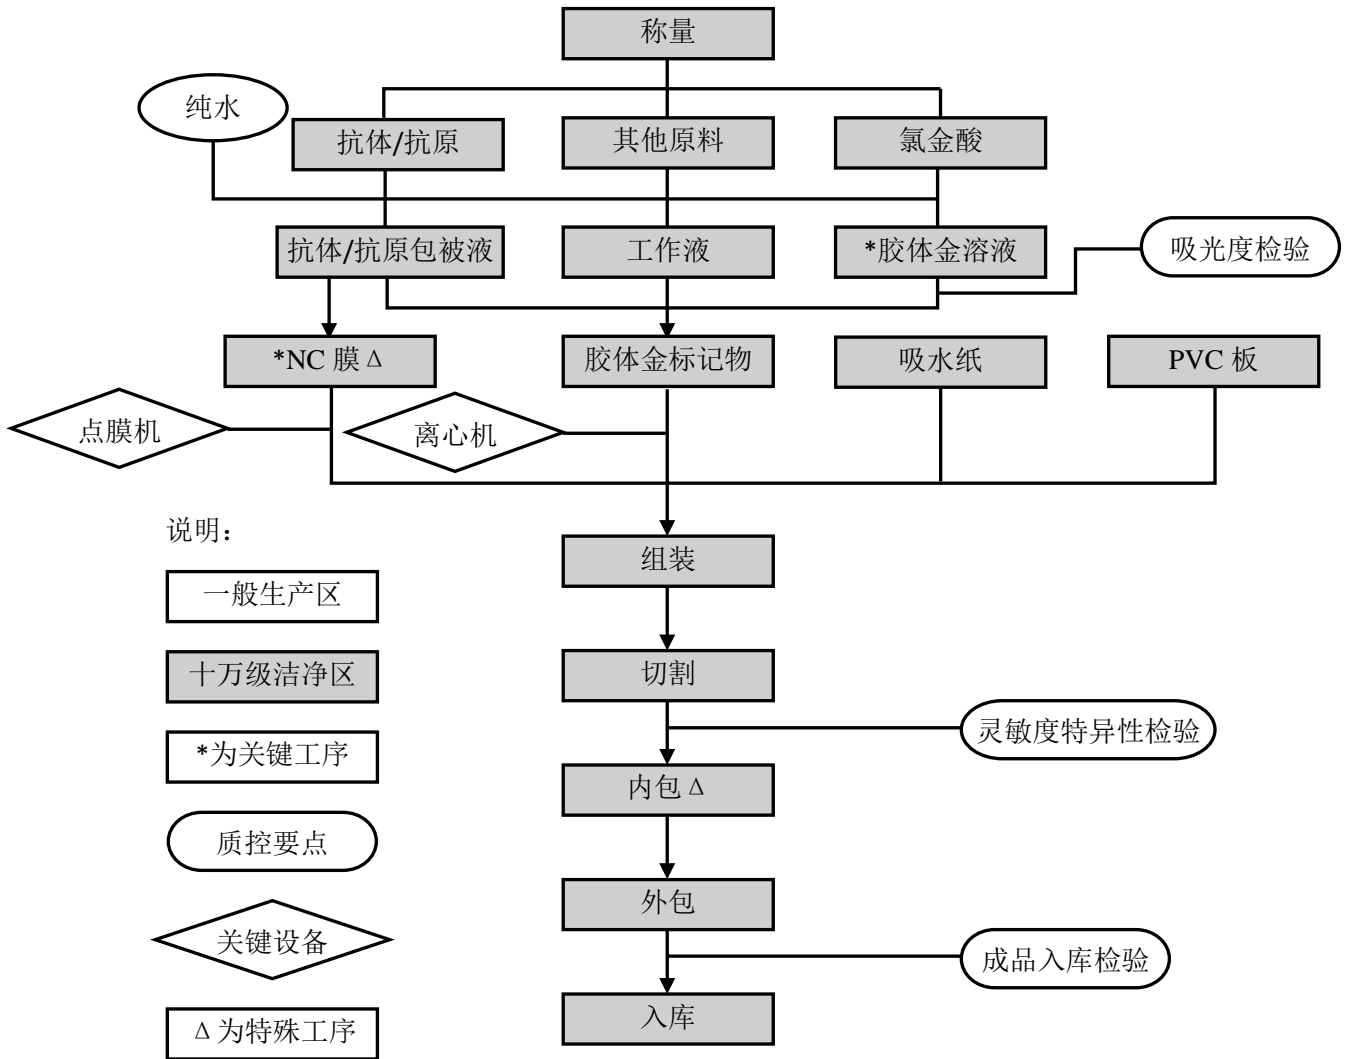 称量
纯水
抗体/抗原
其他原料
氯金酸
抗体/抗原包被液
工作液
*胶体金溶液
吸光度检验
*NC 膜 Δ
胶体金标记物
吸水纸
PVC 板
点膜机
离心机
说明：
组装
一般生产区
切割
十万级洁净区
灵敏度特异性检验
*为关键工序
内包 Δ
质控要点
外包
关键设备
成品入库检验
入库
Δ 为特殊工序